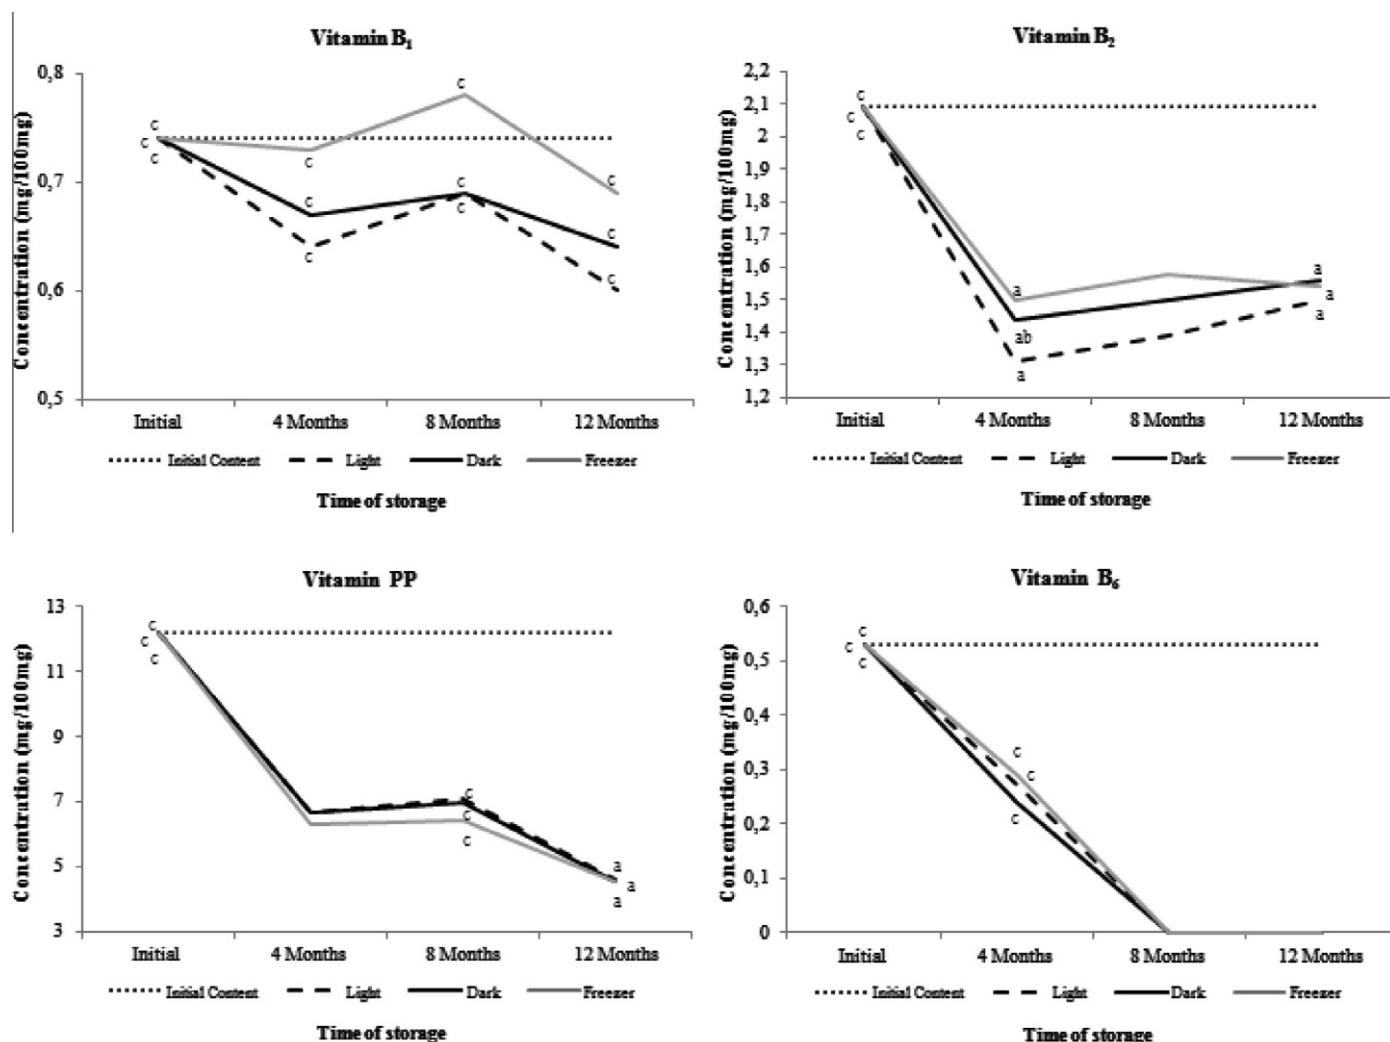 Vitamin B₁
Concentration (mg/100mg)
0,8
0,7
0,6
0,5
c
c
c
c
c
c
c
c
c
c
c
c
Initial
4 Months
8 Months
12 Months
Initial Content
Light
Dark
Freezer
Time of storage
Vitamin B₂
Concentration (mg/100mg)
2,2
2,1
2
1,9
1,8
1,7
1,6
1,5
1,4
1,3
1,2
c
c
c
a
ab
a
a
a
a
Initial
4 Months
8 Months
12 Months
Initial Content
Light
Dark
Freezer
Time of storage
Vitamin PP
Concentration (mg/100mg)
13
11
9
7
5
3
c
c
c
c
c
c
a
a
a
Initial
4 Months
8 Months
12 Months
Initial Content
Light
Dark
Freezer
Time of storage
Vitamin B₆
Concentration (mg/100mg)
0,6
0,5
0,4
0,3
0,2
0,1
0
c
c
c
c
c
c
Initial
4 Months
8 Months
12 Months
Initial Content
Light
Dark
Freezer
Time of storage